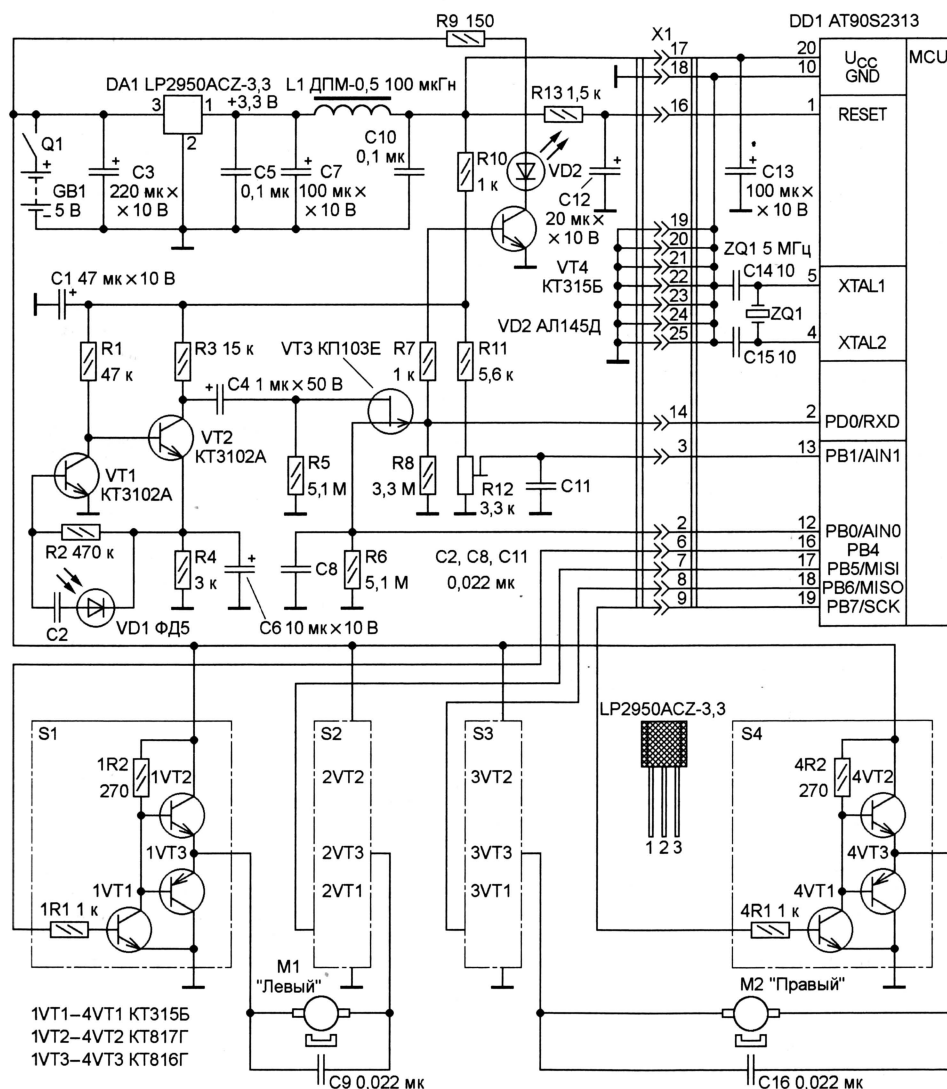 R9 150
DD1 AT90S2313
X1
17
20
UCC
MCU
18
10
GND
DA1 LP2950ACZ-3,3
3
1
+3,3 В
2
L1 ДПМ-0,5 100 мкГн
R13 1,5 к
16
1
RESET
Q1
+
GB1
5 В
–
+
C3
220 мк ×
× 10 В
C5
0,1 мк
+
C7
100 мк ×
× 10 В
C10
0,1 мк
R10
1 к
VD2
C12
+
20 мк ×
× 10 В
+
C13
100 мк ×
× 10 В
VT4
КТ315Б
VD2 АЛ145Д
19
20
21
22
23
24
25
ZQ1 5 МГц
C14 10
5
XTAL1
ZQ1
4
XTAL2
C15 10
C1 47 мк × 10 В
+
R1
47 к
R3 15 к
VT3 КП103Е
R7
1 к
R11
5,6 к
+
C4 1 мк × 50 В
VT2
КТ3102А
VT1
КТ3102А
14
2
PD0/RXD
3
13
PB1/AIN1
R5
5,1 М
R8
3,3 М
R12
3,3 к
C11
R2 470 к
R4
3 к
+
C8
R6
5,1 М
C2, C8, C11
0,022 мк
2
12
PB0/AIN0
6
16
PB4
7
17
PB5/MISI
8
18
PB6/MISO
9
19
PB7/SCK
C2
VD1 ФД5
C6 10 мк × 10 В
S1
1R2
270
1VT2
1VT3
1VT1
1R1 1 к
S2
2VT2
2VT3
2VT1
S3
3VT2
3VT3
3VT1
LP2950ACZ-3,3
1 2 3
S4
4R2
270
4VT2
4VT3
4VT1
4R1 1 к
M1
"Левый"
M2 "Правый"
1VT1–4VT1 КТ315Б
1VT2–4VT2 КТ817Г
1VT3–4VT3 КТ816Г
C9 0,022 мк
C16 0,022 мк